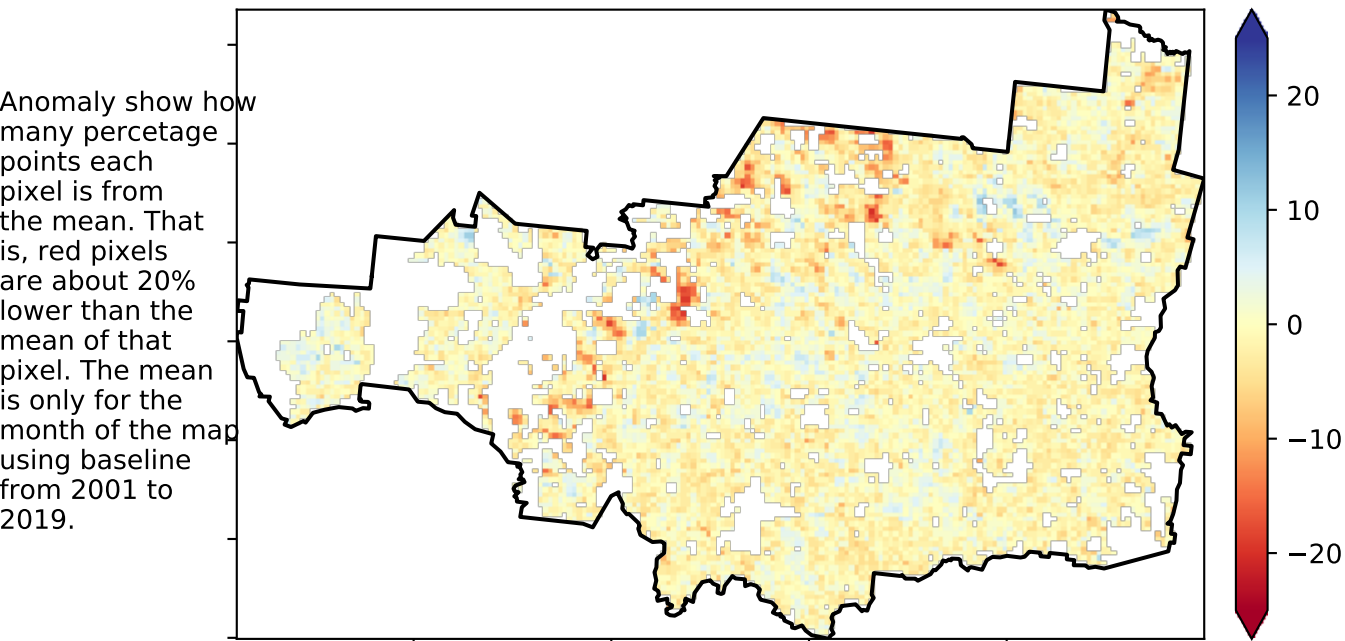 Anomaly show how
many percetage
points each
pixel is from
the mean. That
is, red pixels
are about 20%
lower than the
mean of that
pixel. The mean
is only for the
month of the map
using baseline
from 2001 to
2019.
20
10
0
−10
−20